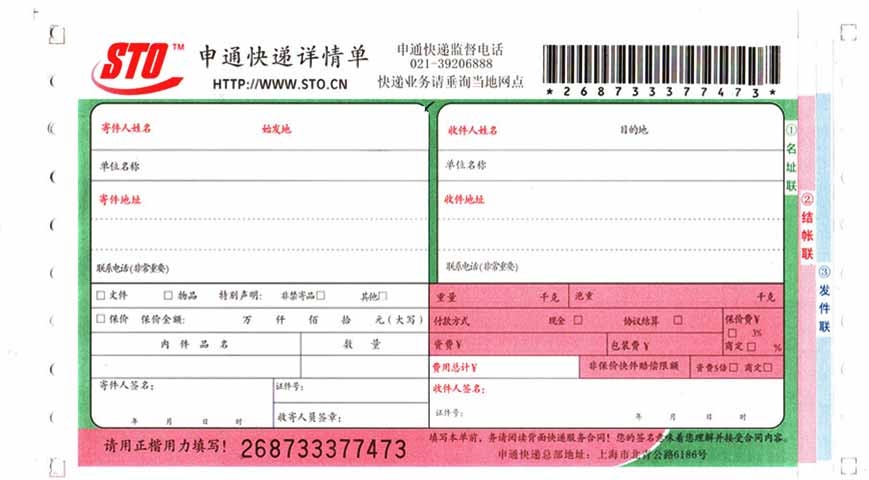 STO™
申通快递详情单
HTTP://WWW.STO.CN
申通快递监督电话
021-39206888
快递业务请垂询当地网点
*268733377473*
寄件人姓名 始发地
单位名称
寄件地址
联系电话(非常重要)
收件人姓名 目的地
单位名称
收件地址
联系电话(非常重要)
①名址联
②结帐联
③发件联
□文件 □物品 特别声明: 非禁寄品□ 其他□
□保价 保价金额: 万 仟 佰 拾 元(大写)
内件品名 数量
重量 千克 泡重 千克
付款方式 现金□ 协议结算□ 保价费¥
□ 3%
资费¥ 包装费¥ 商定□ %
费用总计¥ 非保价快件赔偿限额 资费5倍□ 商定□
寄件人签名: 证件号:
年 月 日 时 收寄人员签章:
收件人签名:
证件号: 年 月 日 时
请用正楷用力填写! 268733377473
填写本单前,务请阅读背面快递服务合同!您的签名意味着您理解并接受合同内容。
申通快递总部地址:上海市北青公路6186号